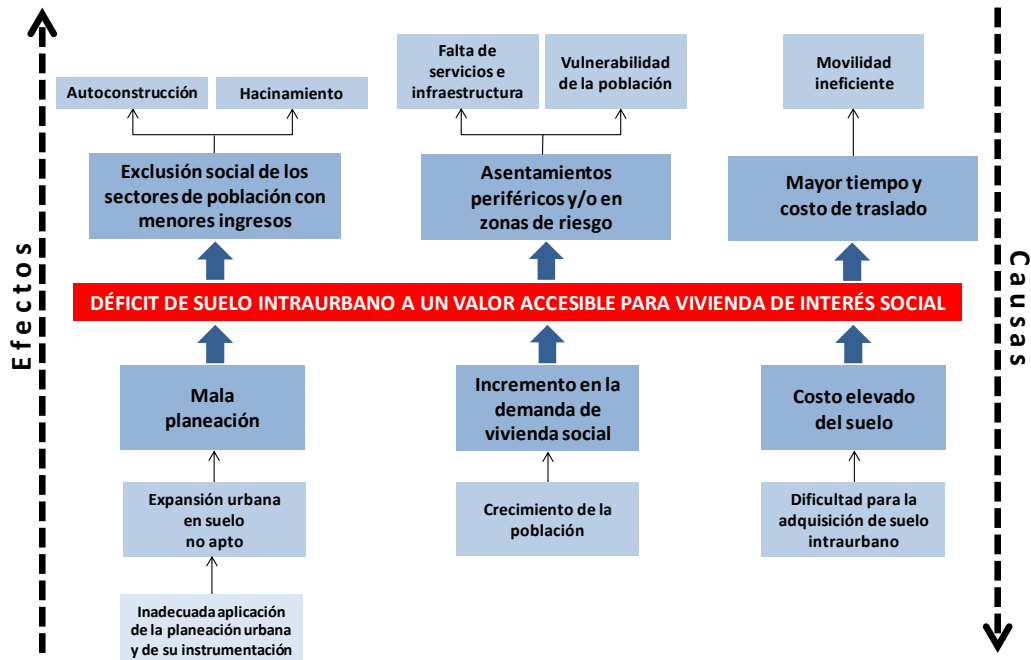 Efectos
Causas
Autoconstrucción
Hacinamiento
Falta de
servicios e
infraestructura
Vulnerabilidad
de la población
Movilidad
ineficiente
Exclusión social de los
sectores de población con
menores ingresos
Asentamientos
periféricos y/o en
zonas de riesgo
Mayor tiempo y
costo de traslado
DÉFICIT DE SUELO INTRAURBANO A UN VALOR ACCESIBLE PARA VIVIENDA DE INTERÉS SOCIAL
Mala
planeación
Incremento en la
demanda de
vivienda social
Costo elevado
del suelo
Expansión urbana
en suelo
no apto
Crecimiento de la
población
Dificultad para la
adquisición de suelo
intraurbano
Inadecuada aplicación
de la planeación urbana
y de su instrumentación